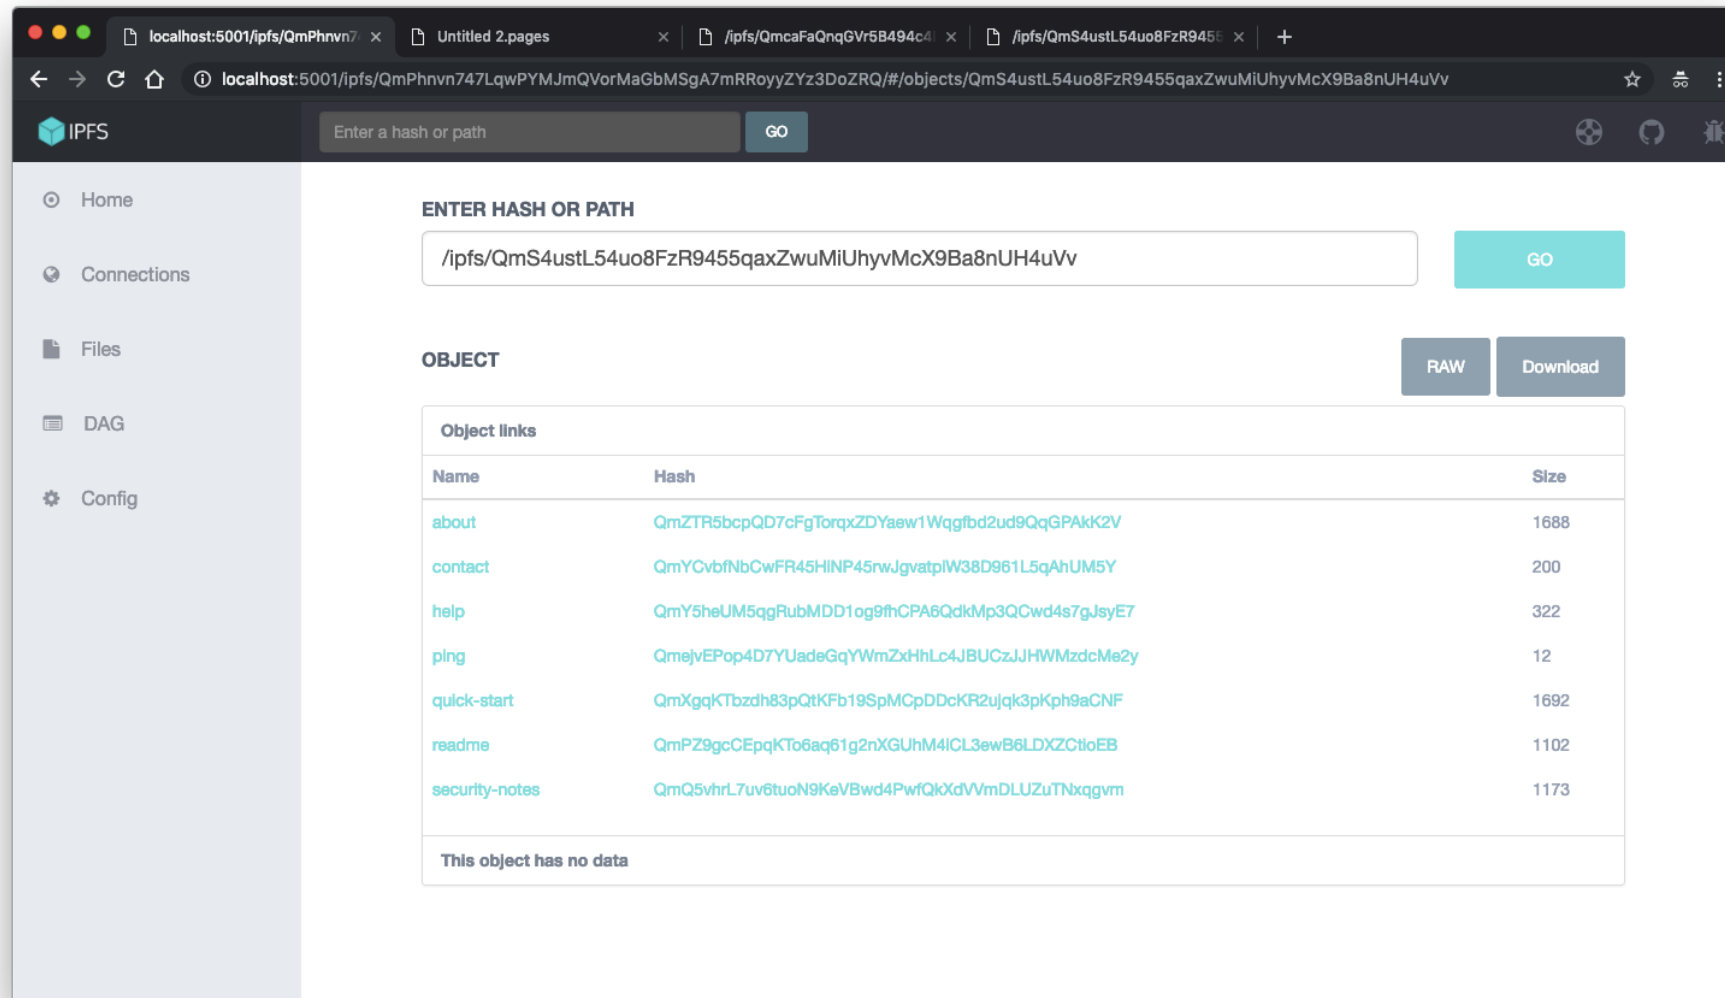 localhost:5001/ipfs/QmPhnvn74
Untitled 2.pages
/ipfs/QmcaFaQnqGVr5B494c4
/ipfs/QmS4ustL54uo8FzR9455
localhost:5001/ipfs/QmPhnvn747LqwPYMJmQVorMaGbMSgA7mRRoyyZYz3DoZRQ/#/objects/QmS4ustL54uo8FzR9455qaxZwuMiUhyvMcX9Ba8nUH4uVv
IPFS
Enter a hash or path
GO
Home
Connections
Files
DAG
Config
ENTER HASH OR PATH
/ipfs/QmS4ustL54uo8FzR9455qaxZwuMiUhyvMcX9Ba8nUH4uVv
GO
OBJECT
RAW
Download
Object links
Name Hash Size
about QmZTR5bcpQD7cFgTorqxZDYaew1Wqgfbd2ud9QqGPAkK2V 1688
contact QmYCvbfNbCwFR45HiNP45rwJgvatpiW38D961L5qAhUM5Y 200
help QmY5heUM5qgRubMDD1og9fhCPA6QdkMp3QCwd4s7gJsyE7 322
ping QmejvEPop4D7YUadeGqYWmZxHhLc4JBUCzJJHWMzdcMe2y 12
quick-start QmXgqKTbzdh83pQtKFb19SpMCpDDcKR2ujqk3pKph9aCNF 1692
readme QmPZ9gcCEpqKTo6aq61g2nXGUhM4iCL3ewB6LDXZCtioEB 1102
security-notes QmQ5vhrL7uv6tuoN9KeVBwd4PwfQkXdVVmDLUZuTNxqgvm 1173
This object has no data